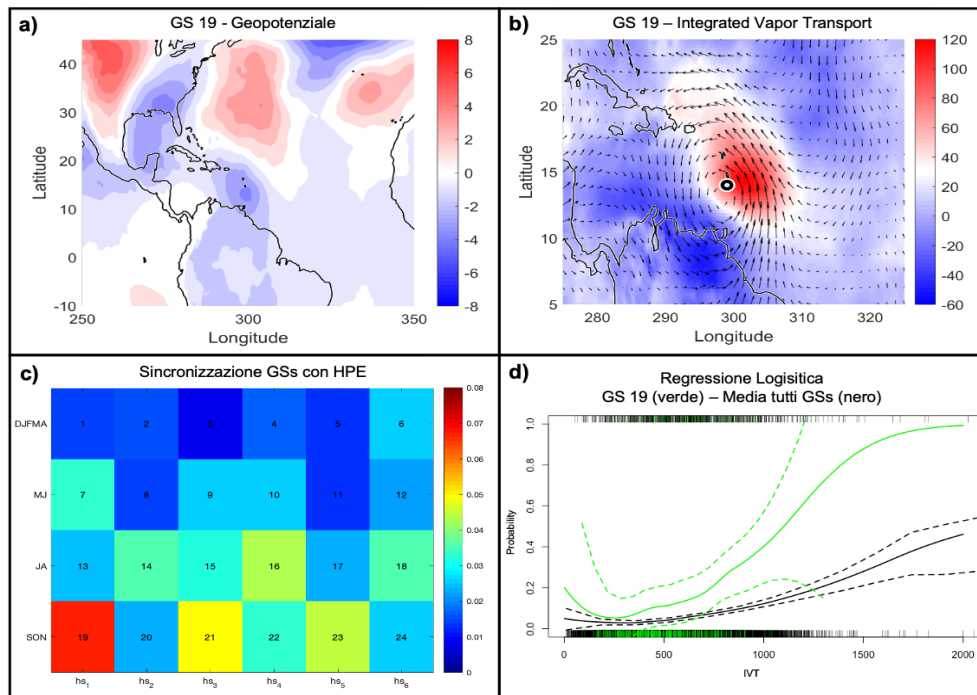 a)
GS 19 - Geopotenziale
Latitude
40
30
20
10
0
-10
250
300
350
Longitude
8
6
4
2
0
-2
-4
-6
-8
b)
GS 19 – Integrated Vapor Transport
Latitude
25
20
15
10
5
280
290
300
310
320
Longitude
120
100
80
60
40
20
0
-20
-40
-60
c)
Sincronizzazione GSs con HPE
DJFMA 1 2 3 4 5 6
MJ 7 8 9 10 11 12
JA 13 14 15 16 17 18
SON 19 20 21 22 23 24
hs1 hs2 hs3 hs4 hs5 hs6
0.08
0.07
0.06
0.05
0.04
0.03
0.02
0.01
0
d)
Regressione Logisitica
GS 19 (verde) – Media tutti GSs (nero)
Probability
1.0
0.8
0.6
0.4
0.2
0.0
0 500 1000 1500 2000
IVT